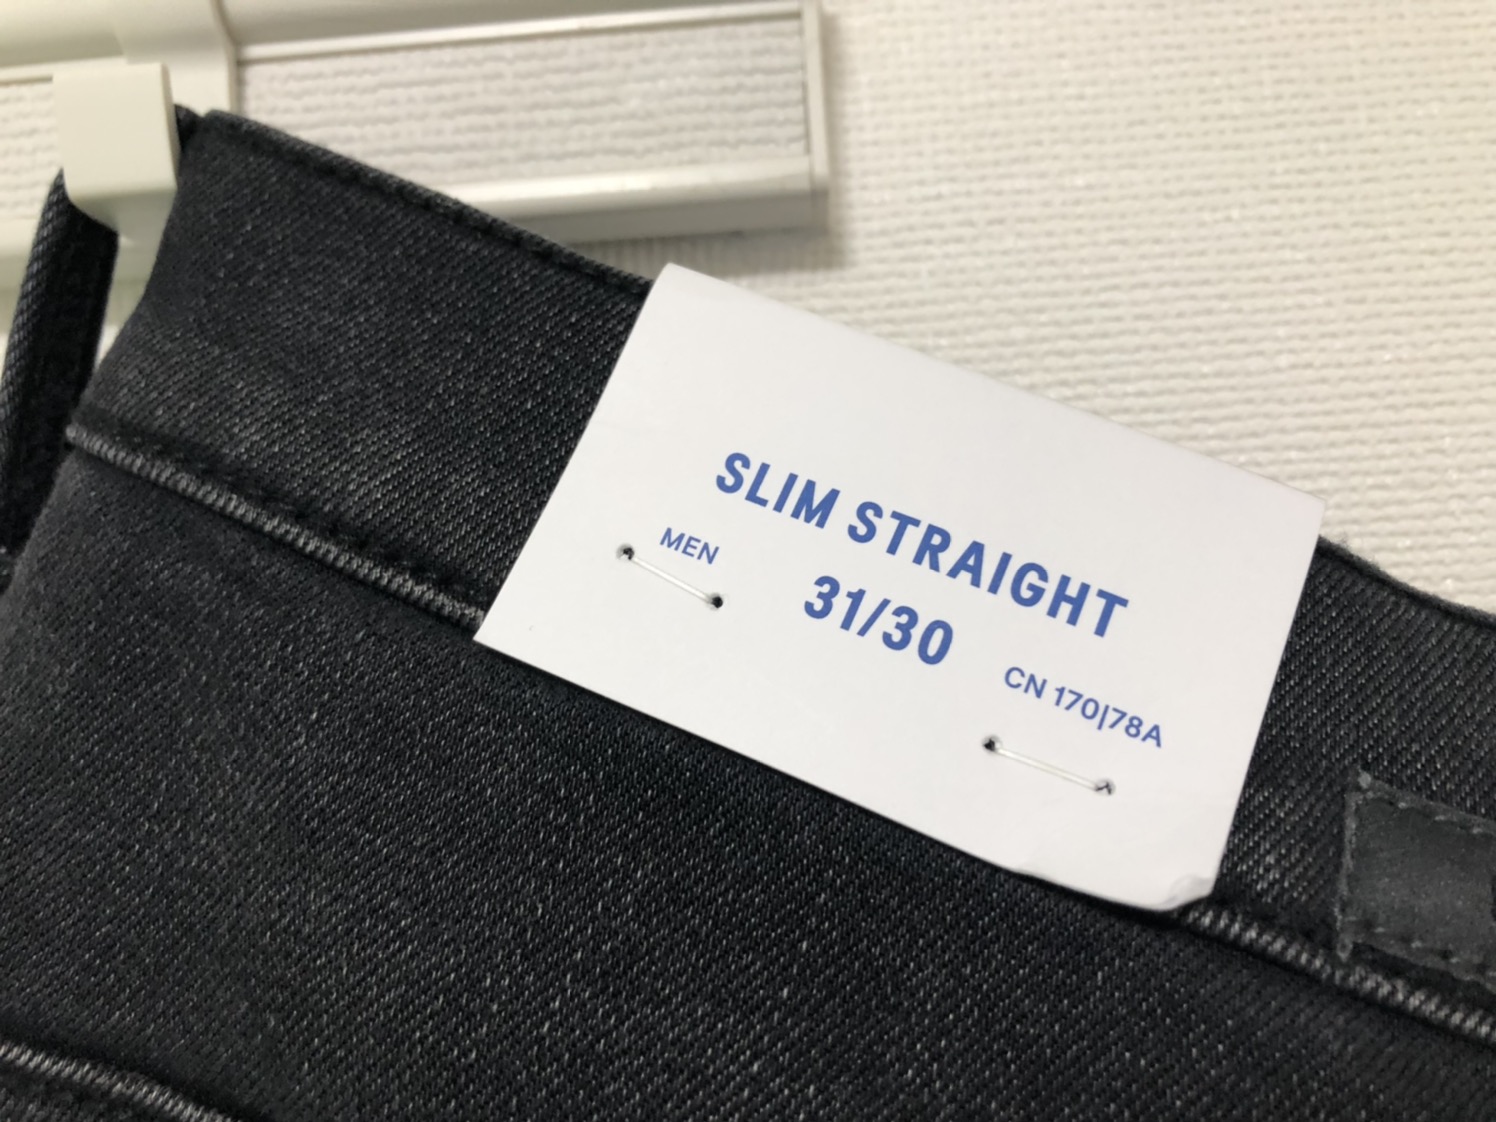 SLIM STRAIGHT
MEN
31/30
CN 170|78A